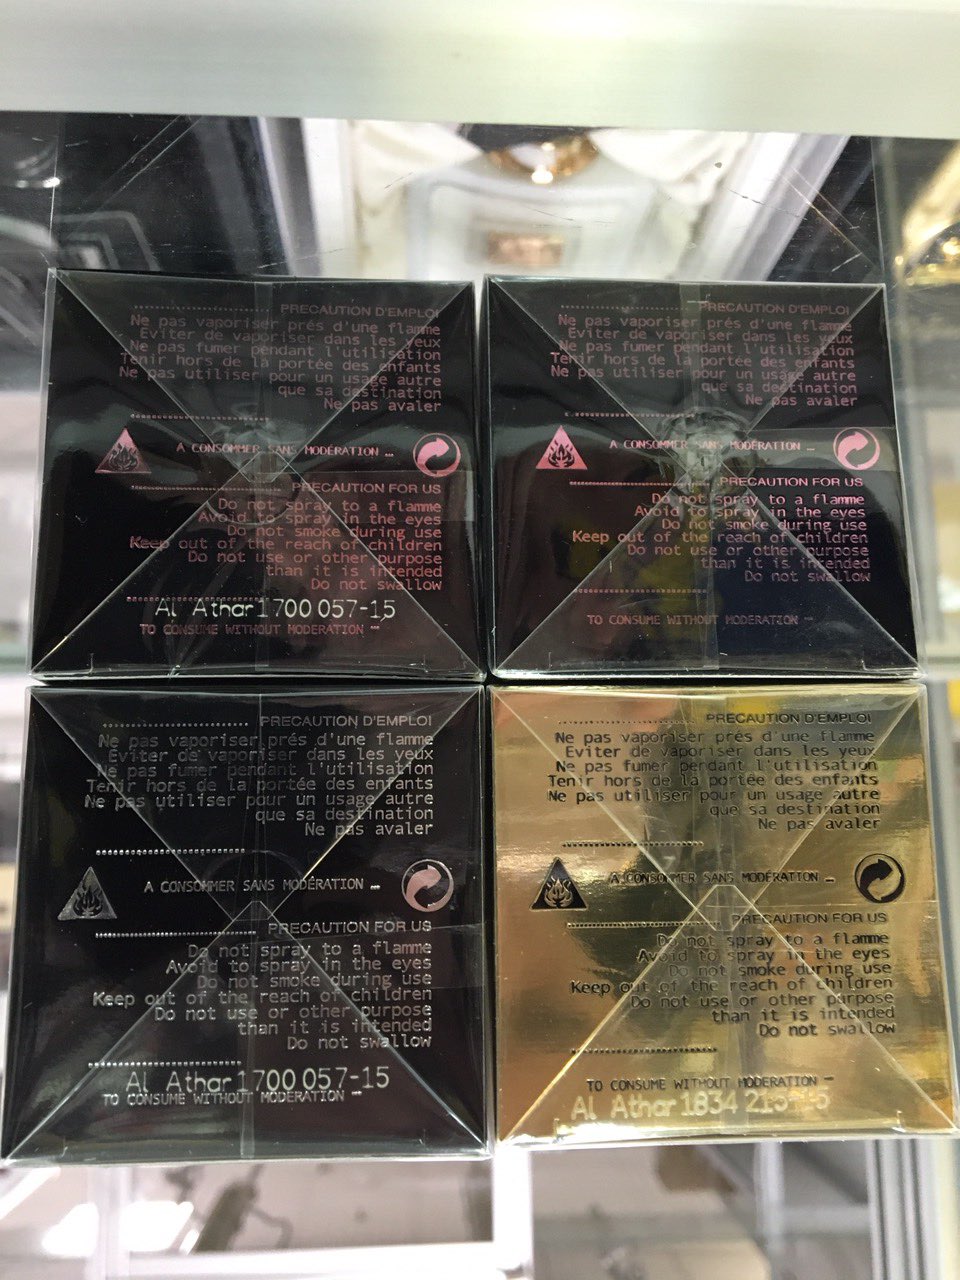 PRECAUTION D'EMPLOI
Ne pas vaporiser prés d'une flamme
Eviter de vaporiser dans les yeux
Ne pas fumer pendant l'utilisation
Tenir hors de la portée des enfants
Ne pas utiliser pour un usage autre
que sa destination
Ne pas avaler
A CONSOMMER SANS MODÉRATION ...
PRECAUTION FOR US
Do not spray to a flamme
Avoid to spray in the eyes
Do not smoke during use
Keep out of the reach of children
Do not use or other purpose
than it is intended
Do not swallow
Al Athar 1700 057-15
TO CONSUME WITHOUT MODERATION ...
PRECAUTION D'EMPLOI
Ne pas vaporiser prés d'une flamme
Eviter de vaporiser dans les yeux
Ne pas fumer pendant l'utilisation
Tenir hors de la portée des enfants
Ne pas utiliser pour un usage autre
que sa destination
Ne pas avaler
A CONSOMMER SANS MODÉRATION ...
PRECAUTION FOR US
Do not spray to a flamme
Avoid to spray in the eyes
Do not smoke during use
Keep out of the reach of children
Do not use or other purpose
than it is intended
Do not swallow
TO CONSUME WITHOUT MODERATION ...
PRECAUTION D'EMPLOI
Ne pas vaporiser prés d'une flamme
Eviter de vaporiser dans les yeux
Ne pas fumer pendant l'utilisation
Tenir hors de la portée des enfants
Ne pas utiliser pour un usage autre
que sa destination
Ne pas avaler
A CONSOMMER SANS MODÉRATION ...
PRECAUTION FOR US
Do not spray to a flamme
Avoid to spray in the eyes
Do not smoke during use
Keep out of the reach of children
Do not use or other purpose
than it is intended
Do not swallow
Al Athar 1700 057-15
TO CONSUME WITHOUT MODERATION ...
PRECAUTION D'EMPLOI
Ne pas vaporiser prés d'une flamme
Eviter de vaporiser dans les yeux
Ne pas fumer pendant l'utilisation
Tenir hors de la portée des enfants
Ne pas utiliser pour un usage autre
que sa destination
Ne pas avaler
A CONSOMMER SANS MODÉRATION ...
PRECAUTION FOR US
Do not spray to a flamme
Avoid to spray in the eyes
Do not smoke during use
Keep out of the reach of children
Do not use or other purpose
than it is intended
Do not swallow
TO CONSUME WITHOUT MODERATION ...
Al Athar 1834